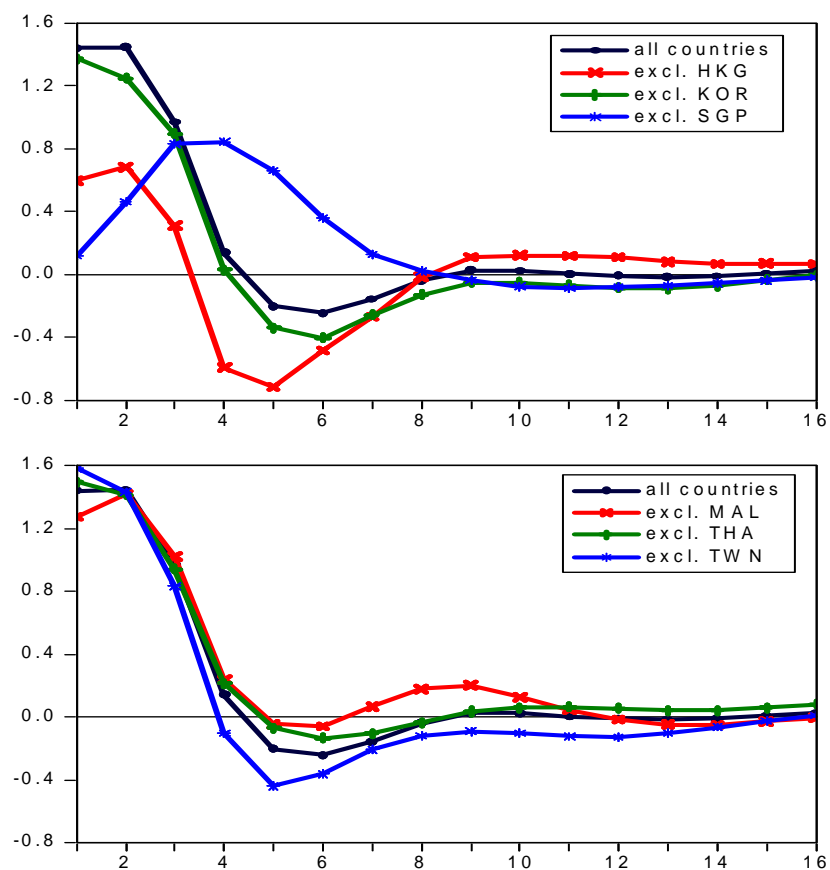 1.6
1.2
0.8
0.4
0.0
-0.4
-0.8
all countries
excl. HKG
excl. KOR
excl. SGP
2 4 6 8 10 12 14 16
1.6
1.2
0.8
0.4
0.0
-0.4
-0.8
all countries
excl. MAL
excl. THA
excl. TWN
2 4 6 8 10 12 14 16